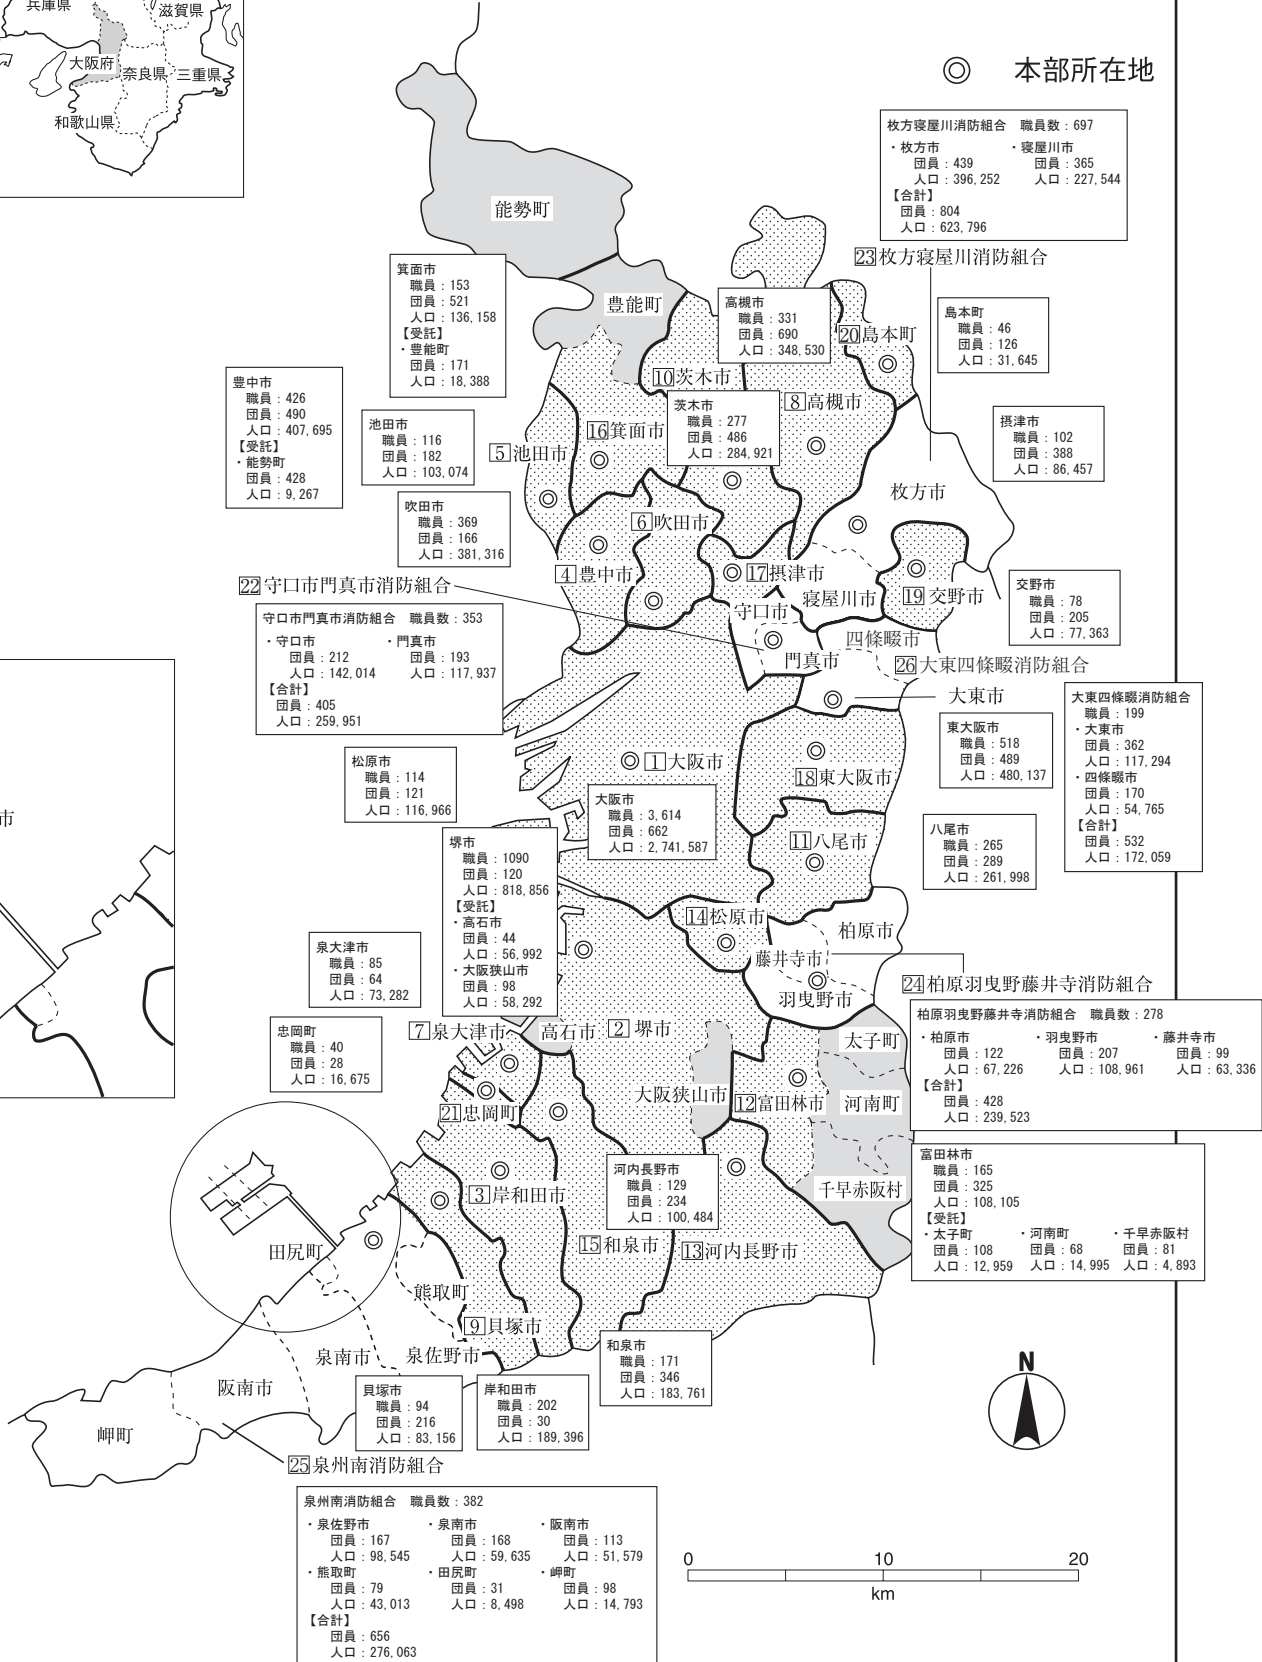 兵庫県
滋賀県
大阪府
奈良県
三重県
和歌山県
◎ 本部所在地
枚方寝屋川消防組合 職員数：697
・枚方市 ・寝屋川市
団員：439 団員：365
人口：396,252 人口：227,544
【合計】
団員：804
人口：623,796
23枚方寝屋川消防組合
能勢町
箕面市
職員：153
団員：521
人口：136,158
【受託】
・豊能町
団員：171
人口：18,388
豊能町
高槻市
職員：331
団員：690
人口：348,530
20島本町
島本町
職員：46
団員：126
人口：31,645
豊中市
職員：426
団員：490
人口：407,695
【受託】
・能勢町
団員：428
人口：9,267
10茨木市
8高槻市
茨木市
職員：277
団員：486
人口：284,921
池田市
職員：116
団員：182
人口：103,074
16箕面市
5池田市
摂津市
職員：102
団員：388
人口：86,457
枚方市
吹田市
職員：369
団員：166
人口：381,316
6吹田市
4豊中市
17摂津市
22守口市門真市消防組合
守口市
寝屋川市
19交野市
交野市
職員：78
団員：205
人口：77,363
守口市門真市消防組合 職員数：353
・守口市 ・門真市
団員：212 団員：193
人口：142,014 人口：117,937
【合計】
団員：405
人口：259,951
四條畷市
門真市
26大東四條畷消防組合
大東市
大東四條畷消防組合
職員：199
・大東市
団員：362
人口：117,294
・四條畷市
団員：170
人口：54,765
【合計】
団員：532
人口：172,059
東大阪市
職員：518
団員：489
人口：480,137
松原市
職員：114
団員：121
人口：116,966
1大阪市
18東大阪市
大阪市
職員：3,614
団員：662
人口：2,741,587
市
11八尾市
八尾市
職員：265
団員：289
人口：261,998
堺市
職員：1090
団員：120
人口：818,856
【受託】
・高石市
団員：44
人口：56,992
・大阪狭山市
団員：98
人口：58,292
14松原市
柏原市
藤井寺市
羽曳野市
泉大津市
職員：85
団員：64
人口：73,282
24柏原羽曳野藤井寺消防組合
柏原羽曳野藤井寺消防組合 職員数：278
・柏原市 ・羽曳野市 ・藤井寺市
団員：122 団員：207 団員：99
人口：67,226 人口：108,961 人口：63,336
【合計】
団員：428
人口：239,523
7泉大津市
高石市
2堺市
太子町
忠岡町
職員：40
団員：28
人口：16,675
大阪狭山市
12富田林市
河南町
21忠岡町
富田林市
職員：165
団員：325
人口：108,105
【受託】
・太子町 ・河南町 ・千早赤阪村
団員：108 団員：68 団員：81
人口：12,959 人口：14,995 人口：4,893
河内長野市
職員：129
団員：234
人口：100,484
3岸和田市
千早赤阪村
15和泉市
13河内長野市
田尻町
熊取町
9貝塚市
泉南市
泉佐野市
和泉市
職員：171
団員：346
人口：183,761
阪南市
貝塚市
職員：94
団員：216
人口：83,156
岸和田市
職員：202
団員：30
人口：189,396
岬町
25泉州南消防組合
泉州南消防組合 職員数：382
・泉佐野市 ・泉南市 ・阪南市
団員：167 団員：168 団員：113
人口：98,545 人口：59,635 人口：51,579
・熊取町 ・田尻町 ・岬町
団員：79 団員：31 団員：98
人口：43,013 人口：8,498 人口：14,793
【合計】
団員：656
人口：276,063
N
0 10 20
km